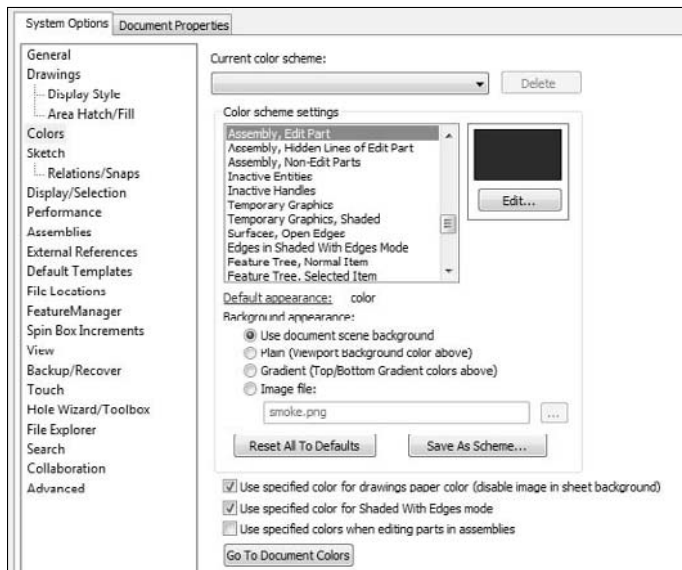 System Options
Document Properties
General
Drawings
Display Style
Area Hatch/Fill
Colors
Sketch
Relations/Snaps
Display/Selection
Performance
Assemblies
External References
Default Templates
File Locations
FeatureManager
Spin Box Increments
View
Backup/Recover
Touch
Hole Wizard/Toolbox
File Explorer
Search
Collaboration
Advanced
Current color scheme:
Delete
Color scheme settings
Assembly, Edit Part
Assembly, Hidden Lines of Edit Part
Assembly, Non-Edit Parts
Inactive Entities
Inactive Handles
Temporary Graphics
Temporary Graphics, Shaded
Surfaces, Open Edges
Edges in Shaded With Edges Mode
Feature Tree, Normal Item
Feature Tree, Selected Item
Edit...
Default appearance: color
Background appearance:
Use document scene background
Plain (Viewport Background color above)
Gradient (Top/Bottom Gradient colors above)
Image file:
smoke.png
...
Reset All To Defaults
Save As Scheme...
Use specified color for drawings paper color (disable image in sheet background)
Use specified color for Shaded With Edges mode
Use specified colors when editing parts in assemblies
Go To Document Colors